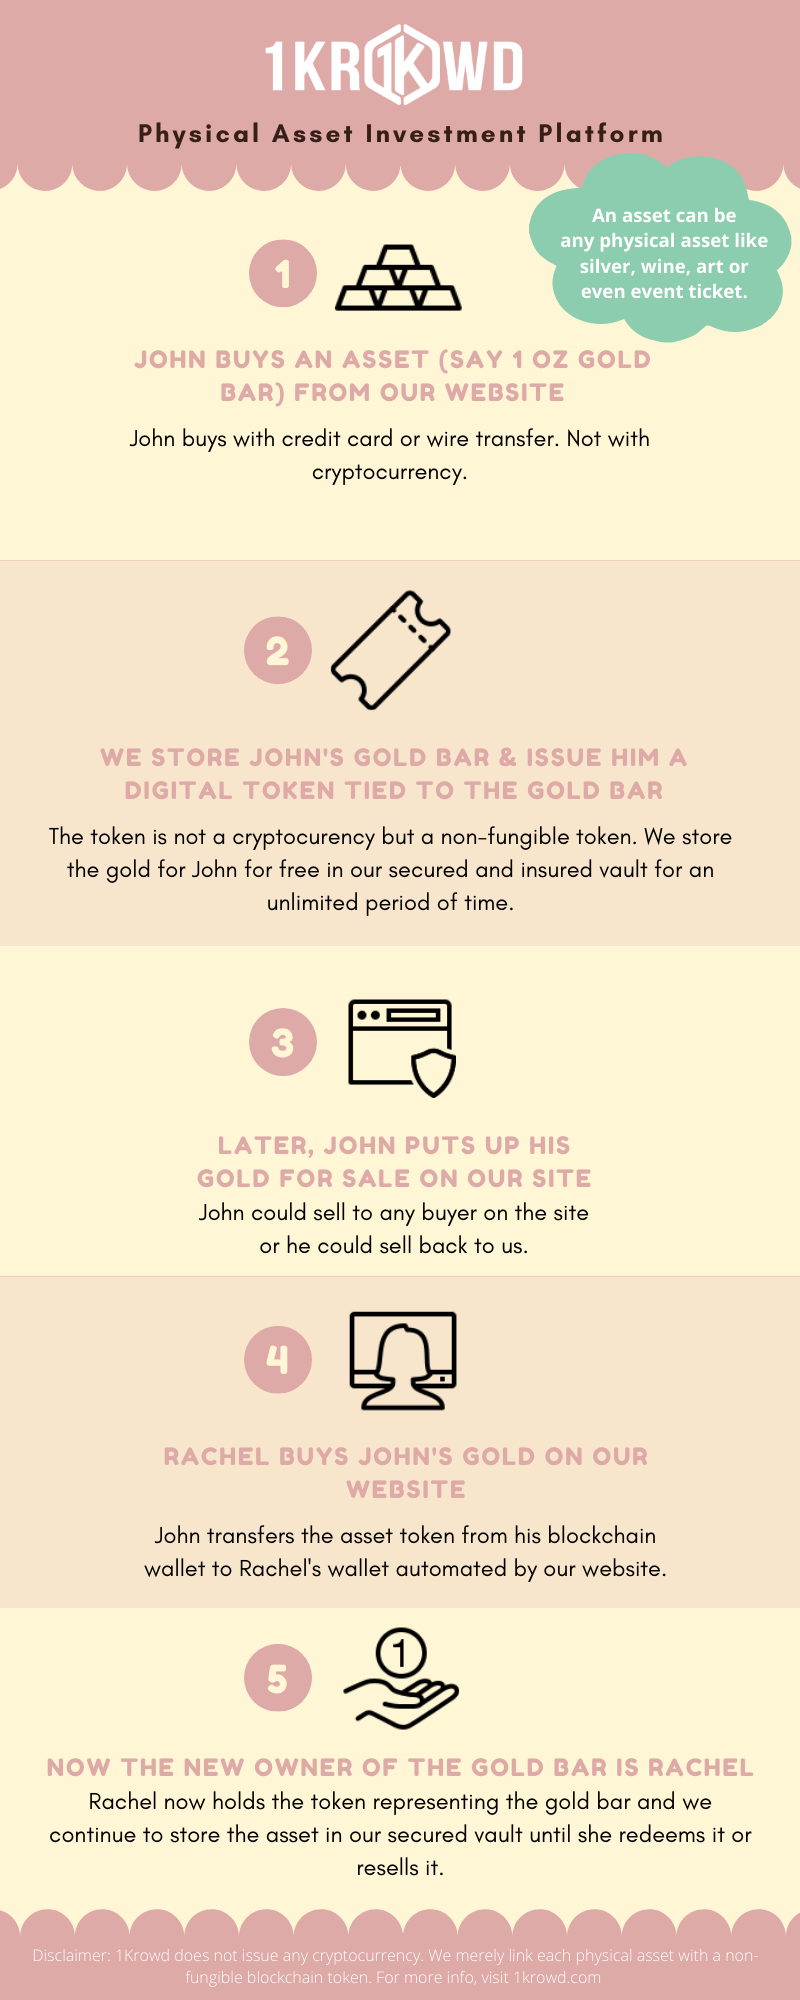 1KROWD
Physical Asset Investment Platform
An asset can be
any physical asset like
silver, wine, art or
even event ticket.
1
JOHN BUYS AN ASSET (SAY 1 OZ GOLD
BAR) FROM OUR WEBSITE
John buys with credit card or wire transfer. Not with
cryptocurrency.
2
WE STORE JOHN'S GOLD BAR & ISSUE HIM A
DIGITAL TOKEN TIED TO THE GOLD BAR
The token is not a cryptocurency but a non-fungible token. We store
the gold for John for free in our secured and insured vault for an
unlimited period of time.
3
LATER, JOHN PUTS UP HIS
GOLD FOR SALE ON OUR SITE
John could sell to any buyer on the site
or he could sell back to us.
4
RACHEL BUYS JOHN'S GOLD ON OUR
WEBSITE
John transfers the asset token from his blockchain
wallet to Rachel's wallet automated by our website.
5
1
NOW THE NEW OWNER OF THE GOLD BAR IS RACHEL
Rachel now holds the token representing the gold bar and we
continue to store the asset in our secured vault until she redeems it or
resells it.
Disclaimer: 1Krowd does not issue any cryptocurrency. We merely link each physical asset with a non-
fungible blockchain token. For more info, visit 1krowd.com